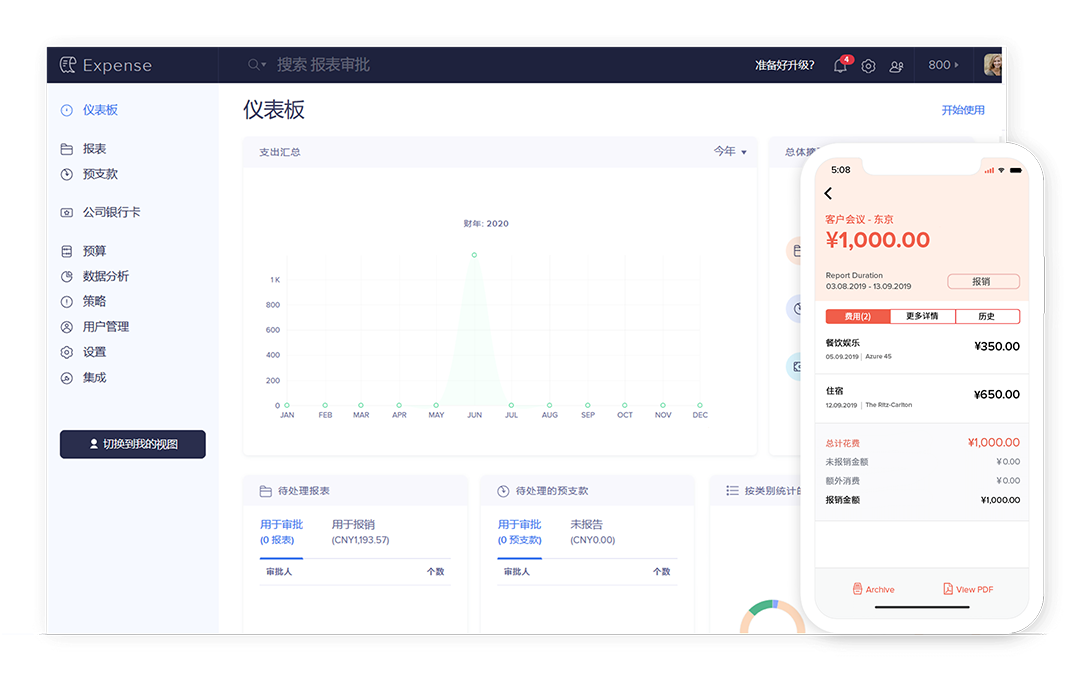 Expense
搜索 报表审批
准备好升级?
4
800
仪表板
报表
预支款
公司银行卡
预算
数据分析
策略
用户管理
设置
集成
切换到我的视图
仪表板
开始使用
支出汇总
今年
财年: 2020
1 K
800
600
400
200
0
JAN FEB MAR APR MAY JUN JUL AUG SEP OCT NOV DEC
总体
待处理报表
用于审批
(0 报表)
用于报销
(CNY1,193.57)
审批人
个数
待处理的预支款
用于审批
(0 预支款)
未报告
(CNY0.00)
审批人
个数
按类别统计
5:08
客户会议 - 东京
¥1,000.00
Report Duration
03.08.2019 - 13.09.2019
报销
费用(2)
更多详情
历史
餐饮娱乐
¥350.00
05.09.2019 | Azure 45
住宿
¥650.00
12.09.2019 | The Ritz-Carlton
总计花费 ¥1,000.00
未报销金额 ¥0.00
额外消费 ¥0.00
报销金额 ¥1,000.00
Archive
View PDF